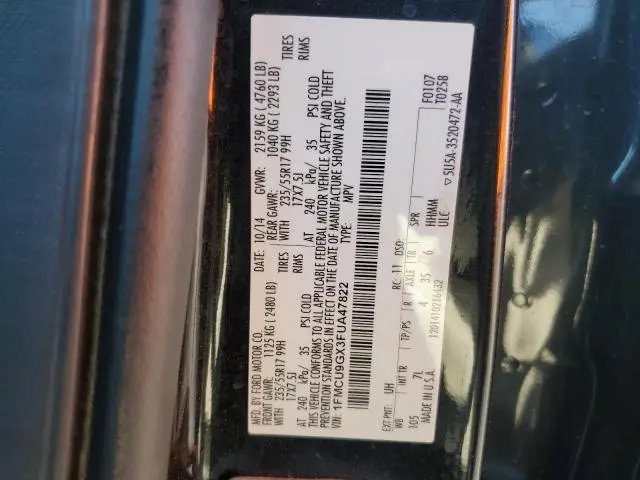 MFD. BY FORD MOTOR CO.
DATE: 10/14 GVWR: 2159 KG ( 4760 LB)
FRONT GAWR: 1125 KG ( 2480 LB) REAR GAWR: 1040 KG ( 2293 LB)
WITH 235/55R17 99H TIRES WITH 235/55R17 99H TIRES
17X7.5J RIMS 17X7.5J RIMS
AT 240 kPa/ 35 PSI COLD AT 240 kPa/ 35 PSI COLD
THIS VEHICLE CONFORMS TO ALL APPLICABLE FEDERAL MOTOR VEHICLE SAFETY AND THEFT
PREVENTION STANDARDS IN EFFECT ON THE DATE OF MANUFACTURE SHOWN ABOVE.
VIN: 1FMCU9GX3FUA47822 TYPE: MPV
F0107
T0258
EXT PNT: UH RC: 11 DSO:
WB INT TR TP/PS R AXLE TR SPR HHMM
105 7L 4 35 6 ULC
MADE IN U.S.A. 1201410216432 5U5A-3520472-AA